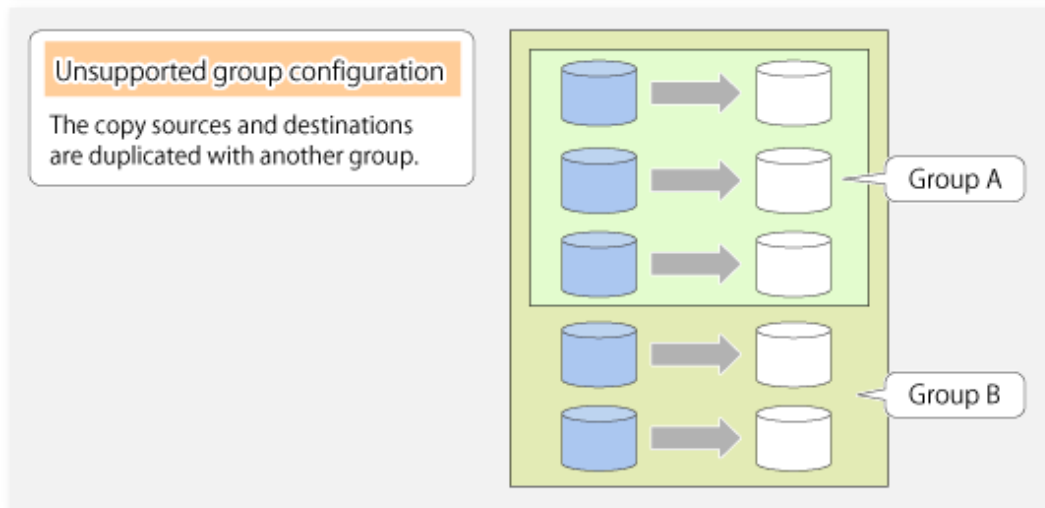 Unsupported group configuration
The copy sources and destinations
are duplicated with another group.
Group A
Group B